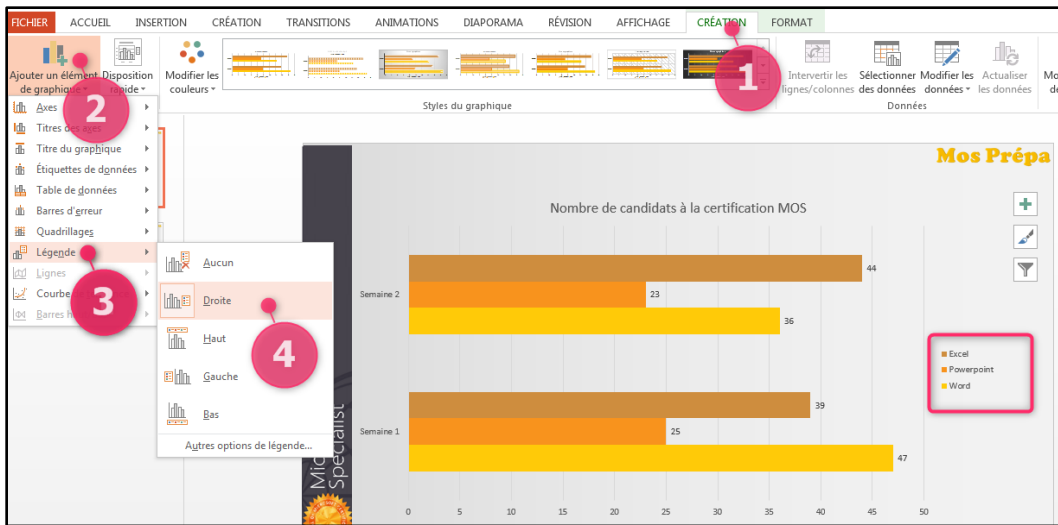 FICHIER ACCUEIL INSERTION CRÉATION TRANSITIONS ANIMATIONS DIAPORAMA RÉVISION AFFICHAGE CRÉATION FORMAT
1
Ajouter un élément de graphique
Disposition rapide
Modifier les couleurs
Intervertir les lignes/colonnes
Sélectionner des données
Modifier les données
Actualiser les données
Styles du graphique
Données
2
Axes
Titres des axes
Titre du graphique
Étiquettes de données
Table de données
Barres d'erreur
Quadrillages
Légende
Lignes
Courbe
Barres
3
Aucun
Droite
Haut
Gauche
Bas
Autres options de légende...
4
Mos Prépa
Nombre de candidats à la certification MOS
Semaine 2
44
23
36
Semaine 1
39
25
47
Excel
Powerpoint
Word
0 5 10 15 20 25 30 35 40 45 50
Specialist